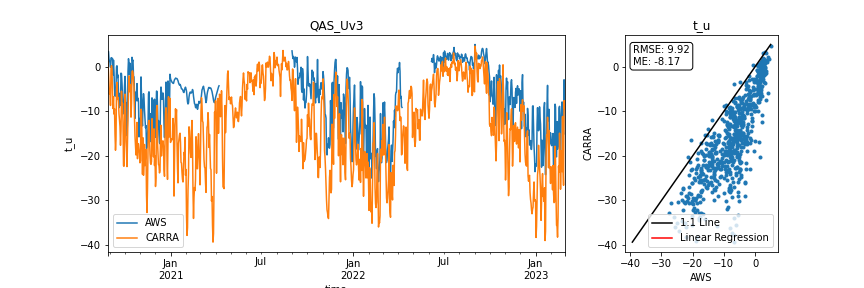 QAS_Uv3
t_u
0
−10
−20
−30
−40
t_u
AWS
CARRA
Jan
2021
Jul
Jan
2022
Jul
Jan
2023
time
t_u
RMSE: 9.92
ME: -8.17
0
−10
−20
−30
−40
CARRA
1:1 Line
Linear Regression
−40
−30
−20
−10
0
AWS